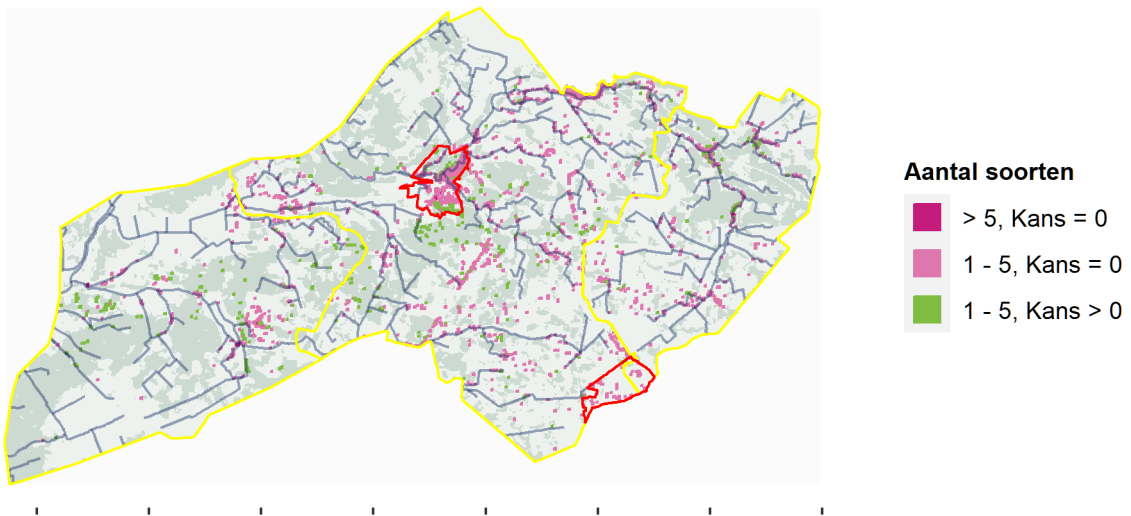 Aantal soorten
> 5, Kans = 0
1 - 5, Kans = 0
1 - 5, Kans > 0